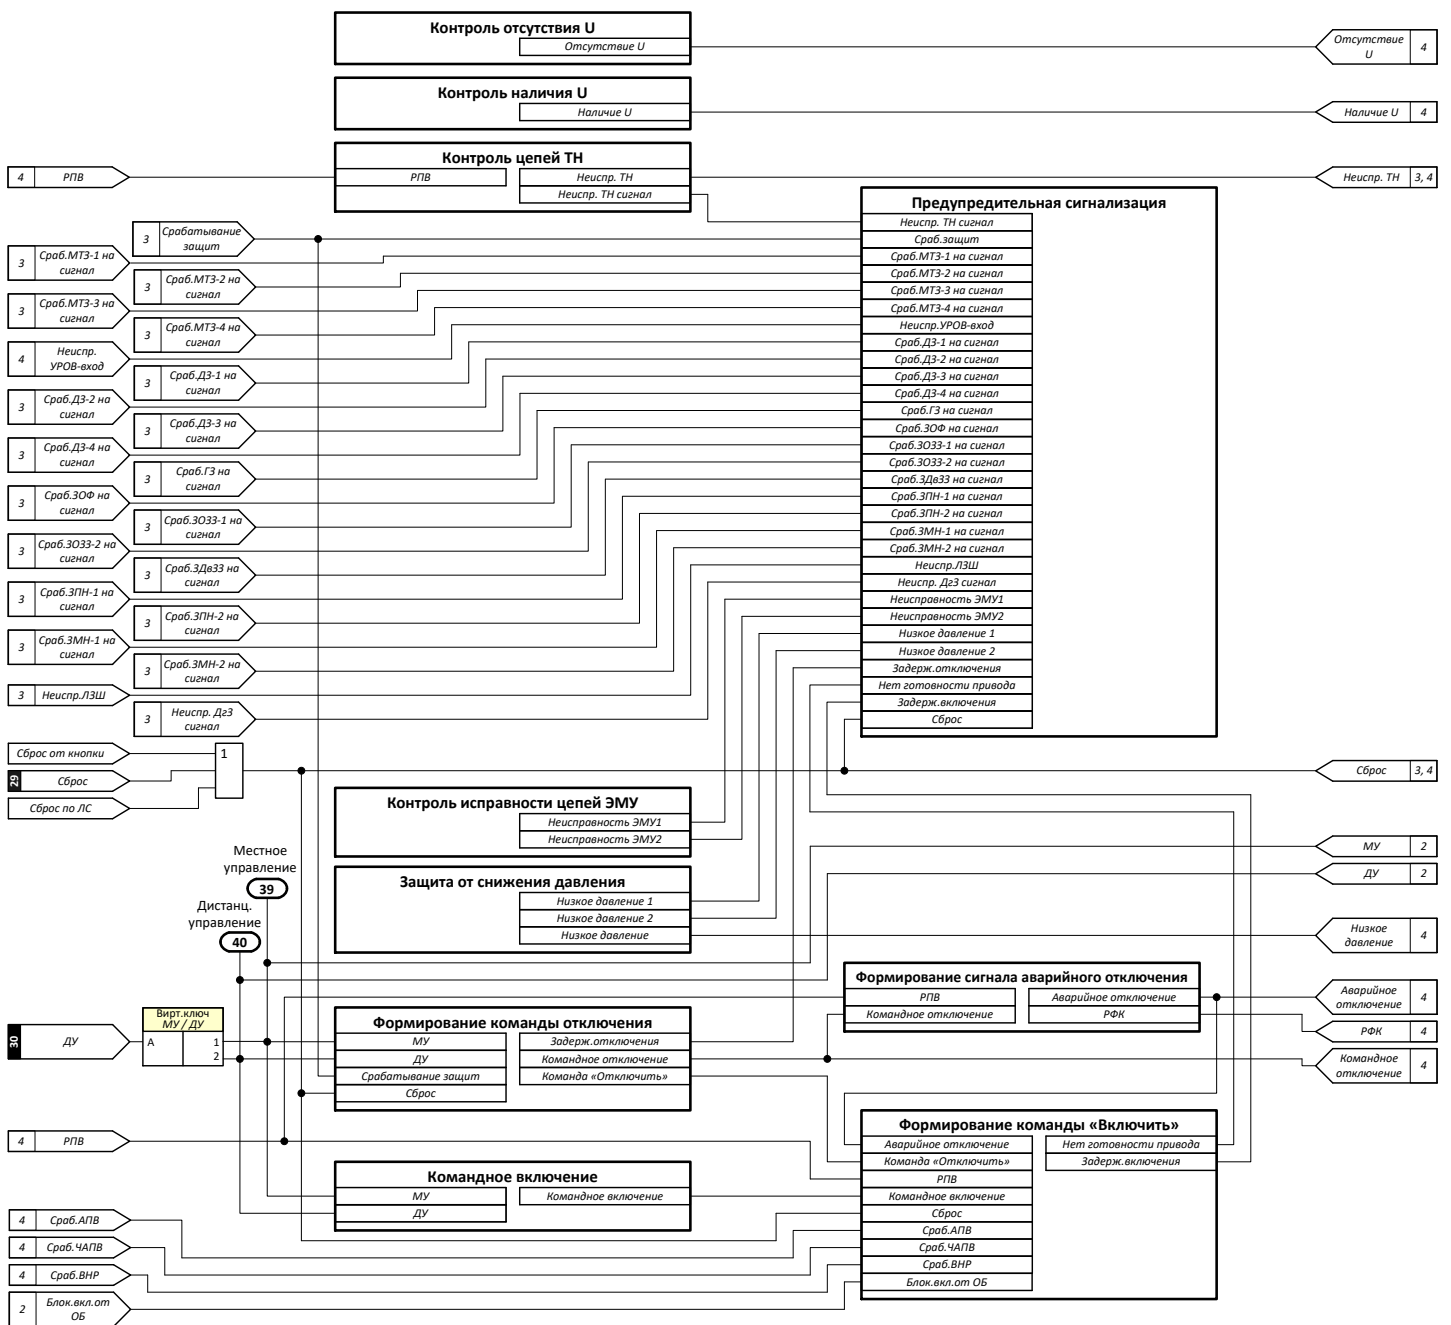 Контроль отсутствия U
Отсутствие U
Отсутствие
U
4
Контроль наличия U
Наличие U
Наличие U 4
Контроль цепей ТН
4 РПВ
РПВ
Неиспр. ТН
Неиспр. ТН сигнал
Неиспр. ТН 3, 4
Предупредительная сигнализация
Неиспр. ТН сигнал
Сраб.защит
Сраб.МТЗ-1 на сигнал
Сраб.МТЗ-2 на сигнал
Сраб.МТЗ-3 на сигнал
Сраб.МТЗ-4 на сигнал
Неиспр.УРОВ-вход
Сраб.ДЗ-1 на сигнал
Сраб.ДЗ-2 на сигнал
Сраб.ДЗ-3 на сигнал
Сраб.ДЗ-4 на сигнал
Сраб.ГЗ на сигнал
Сраб.ЗОФ на сигнал
Сраб.ЗОЗЗ-1 на сигнал
Сраб.ЗОЗЗ-2 на сигнал
Сраб.ЗДвЗЗ на сигнал
Сраб.ЗПН-1 на сигнал
Сраб.ЗПН-2 на сигнал
Сраб.ЗМН-1 на сигнал
Сраб.ЗМН-2 на сигнал
Неиспр.ЛЗШ
Неиспр. ДгЗ сигнал
Неисправность ЭМУ1
Неисправность ЭМУ2
Низкое давление 1
Низкое давление 2
Задерж.отключения
Нет готовности привода
Задерж.включения
Сброс
3 Срабатывание
защит
3 Сраб.МТЗ-1 на
сигнал
3 Сраб.МТЗ-2 на
сигнал
3 Сраб.МТЗ-3 на
сигнал
3 Сраб.МТЗ-4 на
сигнал
4 Неиспр.
УРОВ-вход
3 Сраб.ДЗ-1 на
сигнал
3 Сраб.ДЗ-2 на
сигнал
3 Сраб.ДЗ-3 на
сигнал
3 Сраб.ДЗ-4 на
сигнал
3 Сраб.ГЗ на
сигнал
3 Сраб.ЗОФ на
сигнал
3 Сраб.ЗОЗЗ-1 на
сигнал
3 Сраб.ЗОЗЗ-2 на
сигнал
3 Сраб.ЗДвЗЗ на
сигнал
3 Сраб.ЗПН-1 на
сигнал
3 Сраб.ЗПН-2 на
сигнал
3 Сраб.ЗМН-1 на
сигнал
3 Сраб.ЗМН-2 на
сигнал
3 Неиспр.ЛЗШ
3 Неиспр. ДгЗ
сигнал
Сброс от кнопки
29 Сброс
Сброс по ЛС
1
Сброс 3, 4
Контроль исправности цепей ЭМУ
Неисправность ЭМУ1
Неисправность ЭМУ2
МУ 2
ДУ 2
Защита от снижения давления
Низкое давление 1
Низкое давление 2
Низкое давление
Низкое
давление
4
Местное
управление
39
Дистанц.
управление
40
Формирование сигнала аварийного отключения
РПВ
Командное отключение
Аварийное отключение
РФК
Аварийное
отключение
4
РФК 4
Командное
отключение
4
30 ДУ
Вирт.ключ
МУ / ДУ
A 1
2
Формирование команды отключения
МУ
ДУ
Срабатывание защит
Сброс
Задерж.отключения
Командное отключение
Команда «Отключить»
4 РПВ
Командное включение
МУ
ДУ
Командное включение
Формирование команды «Включить»
Аварийное отключение
Команда «Отключить»
РПВ
Командное включение
Сброс
Сраб.АПВ
Сраб.ЧАПВ
Сраб.ВНР
Блок.вкл.от ОБ
Нет готовности привода
Задерж.включения
4 Сраб.АПВ
4 Сраб.ЧАПВ
4 Сраб.ВНР
2 Блок.вкл.от
ОБ